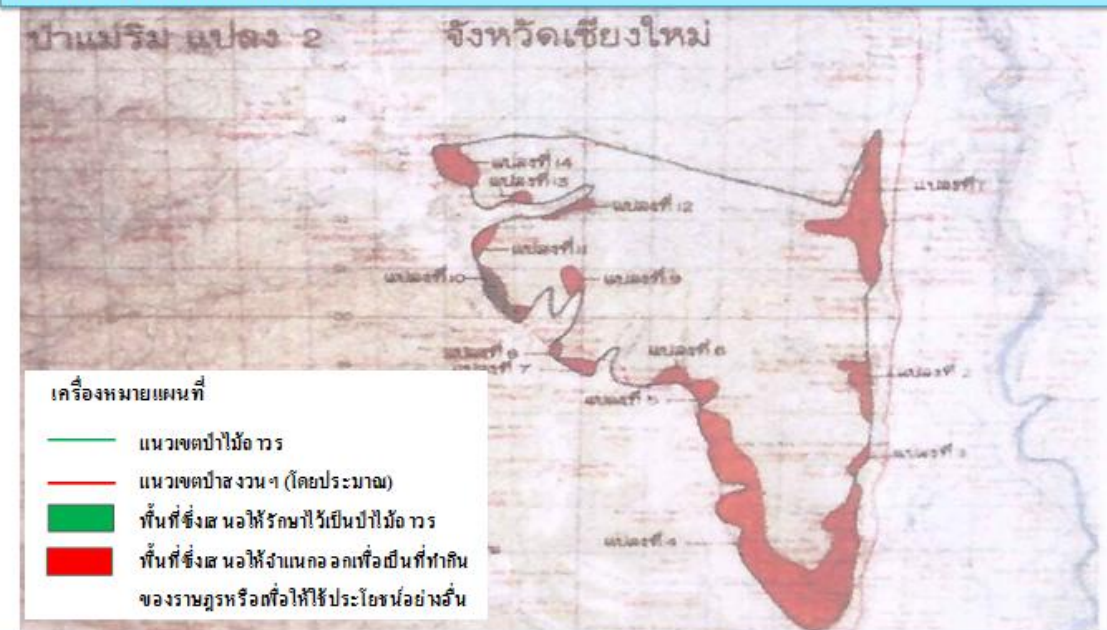 ป่าแม่ริม แปลง 2 จังหวัดเชียงใหม่
แปลงที่ 14
แปลงที่ 13
แปลงที่ 12
แปลงที่ 1
แปลงที่ 11
แปลงที่ 10
แปลงที่ 9
แปลงที่ 8
แปลงที่ 6
แปลงที่ 7
แปลงที่ 2
แปลงที่ 5
แปลงที่ 3
แปลงที่ 4
เครื่องหมายแผนที่
แนวเขตป่าไม้ถาวร
แนวเขตป่าสงวนฯ (โดยประมาณ)
พื้นที่ซึ่งเสนอให้รักษาไว้เป็นป่าไม้ถาวร
พื้นที่ซึ่งเสนอให้จำแนกออกเพื่อเป็นที่ทำกิน
ของราษฎรหรือเพื่อให้ใช้ประโยชน์อย่างอื่น